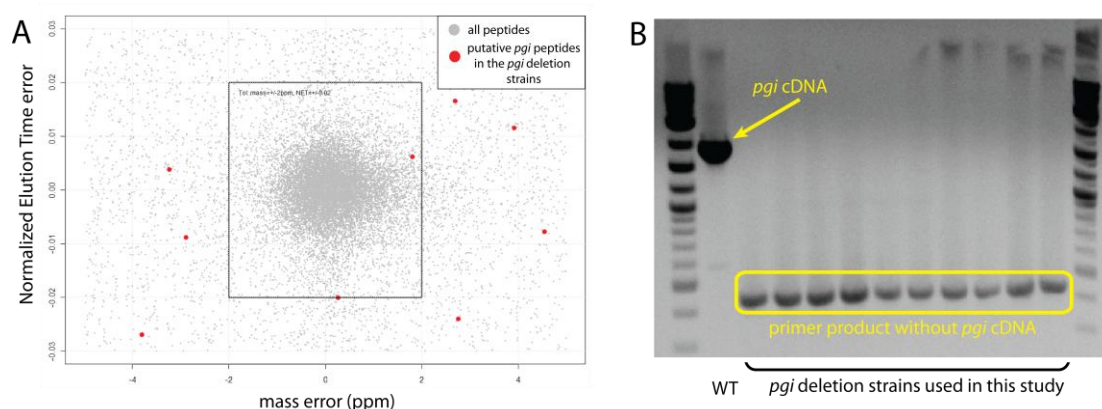 A
Normalized Elution Time error
0.03
0.02
0.01
0.00
-0.01
-0.02
-0.03
-4
-2
0
2
4
mass error (ppm)
all peptides
putative pgi peptides
in the pgi deletion
strains
Tol: mass=+/-2ppm, NET=+/-0.02
B
pgi cDNA
primer product without pgi cDNA
WT
pgi deletion strains used in this study